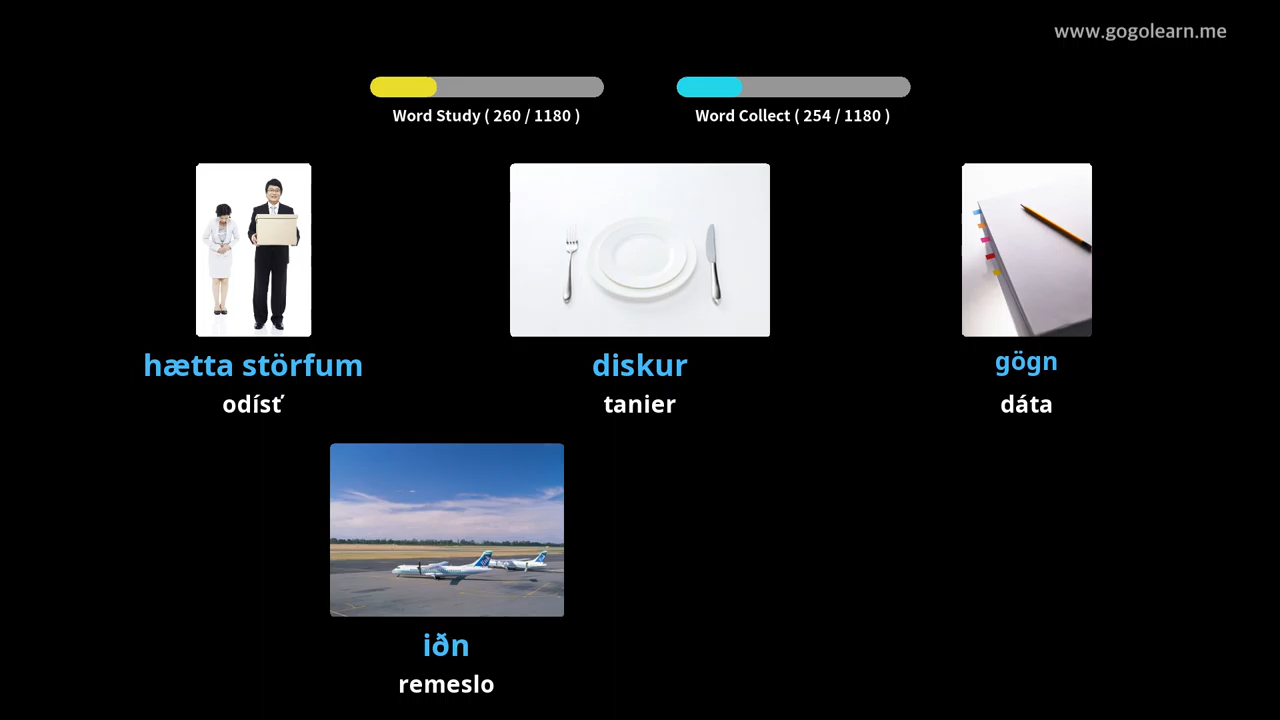 www.gogolearn.me
Word Study ( 260 / 1180 )
Word Collect ( 254 / 1180 )
hætta störfum
odísť
diskur
tanier
gögn
dáta
iðn
remeslo